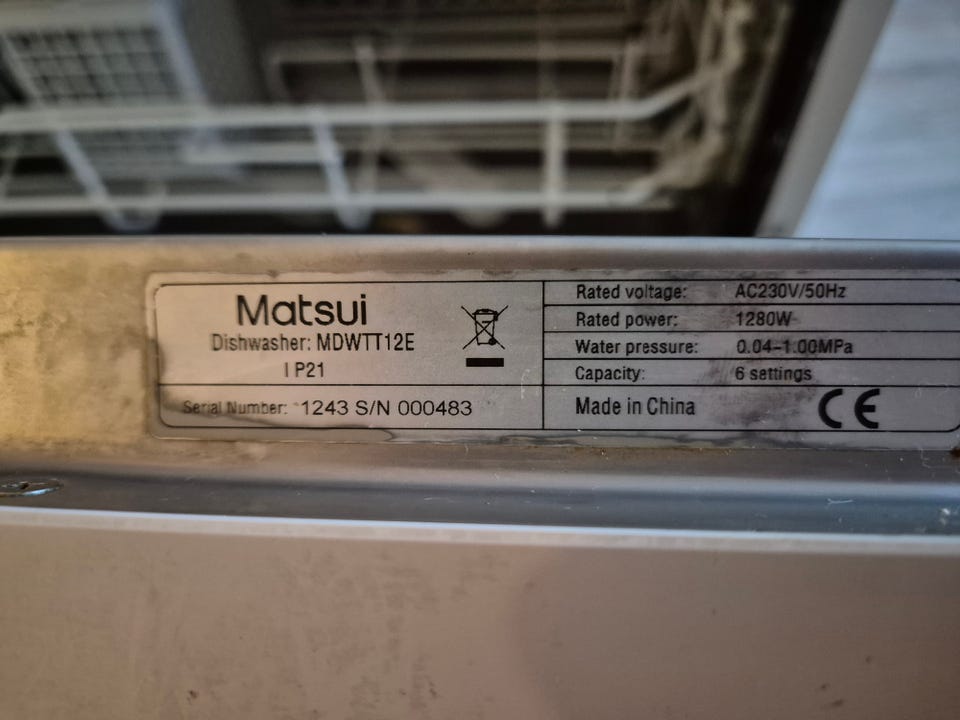 Matsui
Dishwasher: MDWTT12E
IP21
Serial Number: 1243 S/N 000483
Rated voltage: AC230V/50Hz
Rated power: 1280W
Water pressure: 0.04-1.00MPa
Capacity: 6 settings
Made in China CE